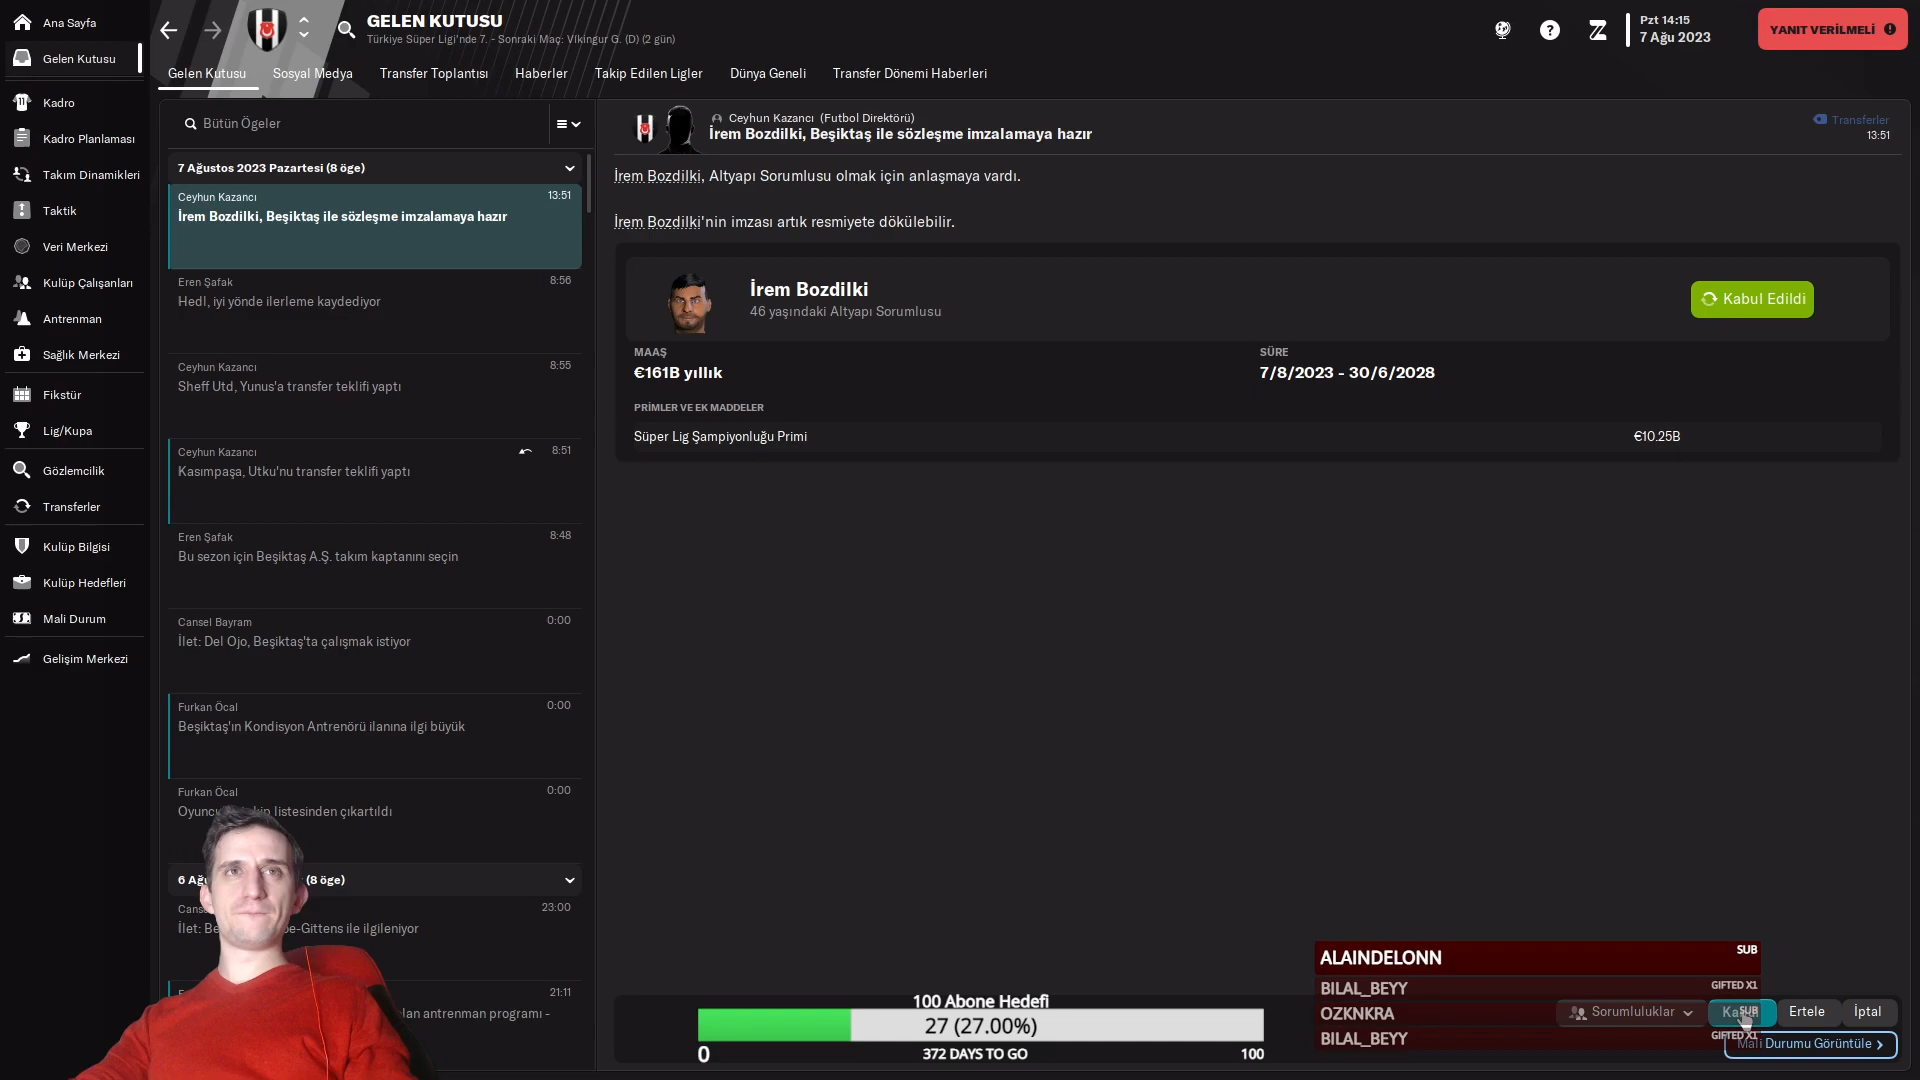 Ana Sayfa
Gelen Kutusu
Kadro
Kadro Planlaması
Takım Dinamikleri
Taktik
Veri Merkezi
Kulüp Çalışanları
Antrenman
Sağlık Merkezi
Fikstür
Lig/Kupa
Gözlemcilik
Transferler
Kulüp Bilgisi
Kulüp Hedefleri
Mali Durum
Gelişim Merkezi
GELEN KUTUSU
Türkiye Süper Ligi'nde 7. - Sonraki Maç: Víkingur G. (D) (2 gün)
Pzt 14:15
7 Ağu 2023
YANIT VERİLMELİ
Gelen Kutusu Sosyal Medya Transfer Toplantısı Haberler Takip Edilen Ligler Dünya Geneli Transfer Dönemi Haberleri
Bütün Ögeler
7 Ağustos 2023 Pazartesi (8 öge)
Ceyhun Kazancı 13:51
İrem Bozdilki, Beşiktaş ile sözleşme imzalamaya hazır
Eren Şafak 8:56
Hedl, iyi yönde ilerleme kaydediyor
Ceyhun Kazancı 8:55
Sheff Utd, Yunus'a transfer teklifi yaptı
Ceyhun Kazancı 8:51
Kasımpaşa, Utku'nu transfer teklifi yaptı
Eren Şafak 8:48
Bu sezon için Beşiktaş A.Ş. takım kaptanını seçin
Cansel Bayram 0:00
İlet: Del Ojo, Beşiktaş'ta çalışmak istiyor
Furkan Öcal 0:00
Beşiktaş'ın Kondisyon Antrenörü ilanına ilgi büyük
Furkan Öcal 0:00
listesinden çıkartıldı
6 (8 öge)
23:00
İlet: e-Gittens ile ilgileniyor
21:11
antrenman programı -
Ceyhun Kazancı (Futbol Direktörü)
İrem Bozdilki, Beşiktaş ile sözleşme imzalamaya hazır
Transferler
13:51
İrem Bozdilki, Altyapı Sorumlusu olmak için anlaşmaya vardı.
İrem Bozdilki'nin imzası artık resmiyete dökülebilir.
İrem Bozdilki
46 yaşındaki Altyapı Sorumlusu
Kabul Edildi
MAAŞ
€161B yıllık
SÜRE
7/8/2023 - 30/6/2028
PRİMLER VE EK MADDELER
Süper Lig Şampiyonluğu Primi €10.25B
100 Abone Hedefi
27 (27.00%)
0 372 DAYS TO GO 100
ALAINDELONN SUB
BILAL_BEYY GIFTED X1
OZKNKRA SUB
BILAL_BEYY GIFTED X1
Sorumluluklar Ertele İptal
Mali Durumu Görüntüle